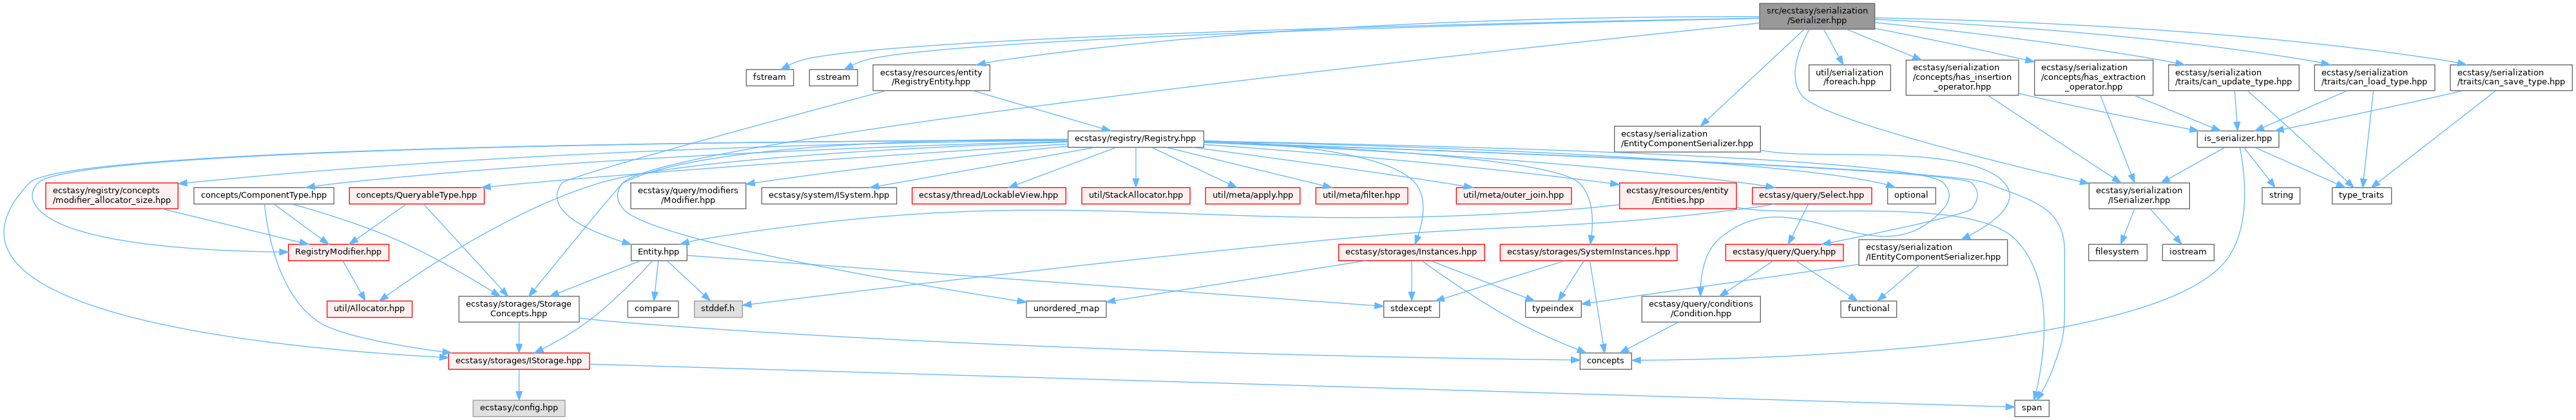 src/ecstasy/serialization
/Serializer.hpp
fstream
sstream
ecstasy/resources/entity
/RegistryEntity.hpp
util/serialization
/foreach.hpp
ecstasy/serialization
/concepts/has_insertion
_operator.hpp
ecstasy/serialization
/concepts/has_extraction
_operator.hpp
ecstasy/serialization
/traits/can_update_type.hpp
ecstasy/serialization
/traits/can_load_type.hpp
ecstasy/serialization
/traits/can_save_type.hpp
ecstasy/registry/Registry.hpp
ecstasy/serialization
/EntityComponentSerializer.hpp
is_serializer.hpp
ecstasy/registry/concepts
/modifier_allocator_size.hpp
concepts/ComponentType.hpp
concepts/QueryableType.hpp
ecstasy/query/modifiers
/Modifier.hpp
ecstasy/system/ISystem.hpp
ecstasy/thread/LockableView.hpp
util/StackAllocator.hpp
util/meta/apply.hpp
util/meta/filter.hpp
util/meta/outer_join.hpp
ecstasy/resources/entity
/Entities.hpp
ecstasy/query/Select.hpp
optional
ecstasy/serialization
/ISerializer.hpp
string
type_traits
RegistryModifier.hpp
Entity.hpp
ecstasy/storages/Instances.hpp
ecstasy/storages/SystemInstances.hpp
ecstasy/query/Query.hpp
ecstasy/serialization
/IEntityComponentSerializer.hpp
filesystem
iostream
util/Allocator.hpp
ecstasy/storages/Storage
Concepts.hpp
compare
stddef.h
unordered_map
stdexcept
typeindex
ecstasy/query/conditions
/Condition.hpp
functional
ecstasy/storages/IStorage.hpp
concepts
ecstasy/config.hpp
span